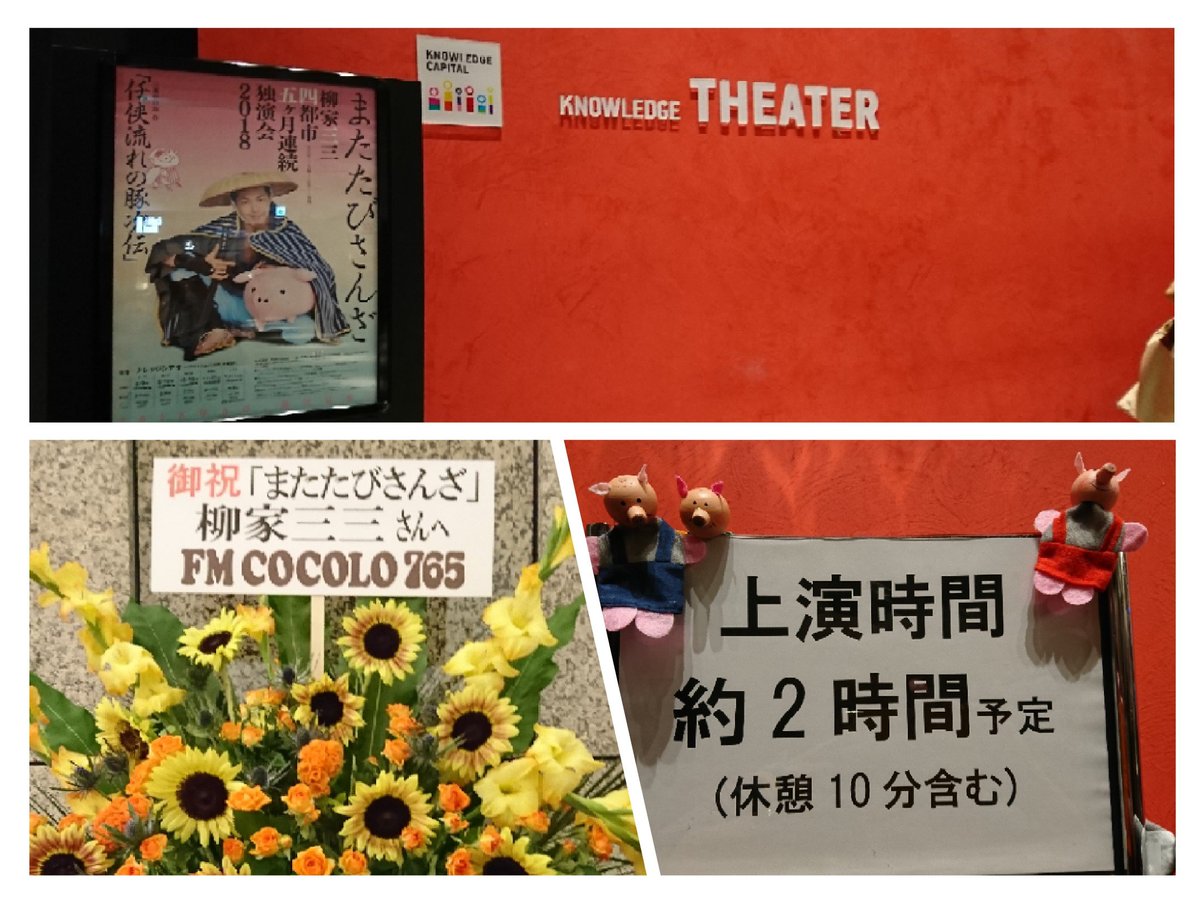 またたびさんざ
柳家三三
四都市
五ヶ月連続
独演会
2018
「仔侠流れの豚次伝」
KNOWLEDGE
CAPITAL
KNOWLEDGE THEATER
御祝「またたびさんざ」
柳家三三さんへ
FM COCOLO 765
上演時間
約2時間予定
(休憩10分含む)